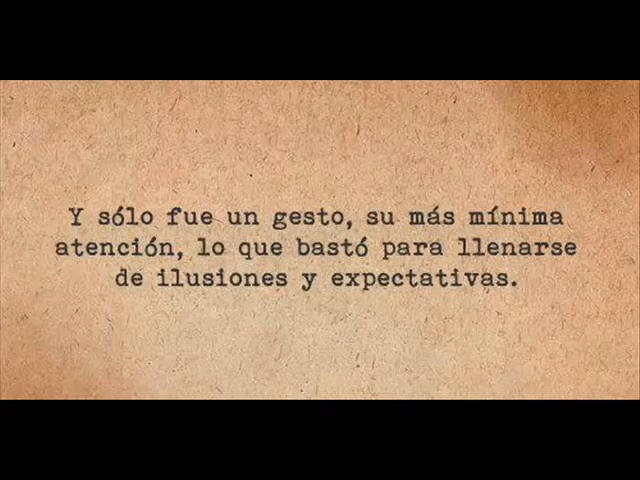 Y sólo fue un gesto, su más mínima
atención, lo que bastó para llenarse
de ilusiones y expectativas.